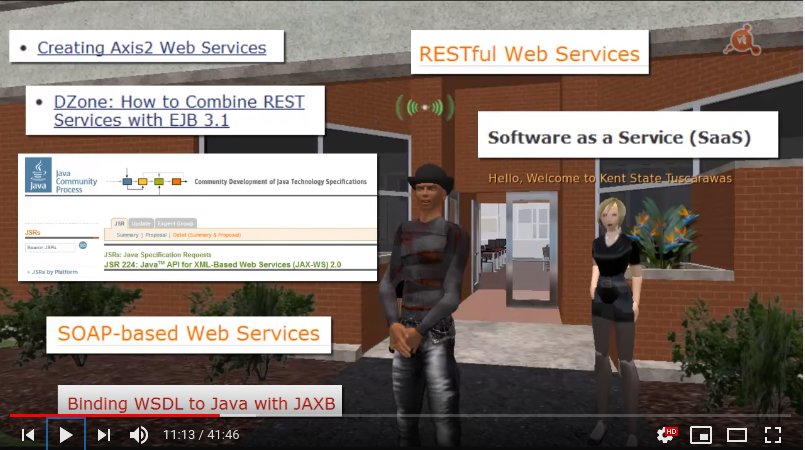 • Creating Axis2 Web Services
RESTful Web Services
vt
• DZone: How to Combine REST
Services with EJB 3.1
Software as a Service (SaaS)
Java
Java
Community
Process
Community Development of Java Technology Specifications
Hello, Welcome to Kent State Tuscarawas
JSRs
JSR Update Expert Group
Summary | Proposal | Detail (Summary & Proposal)
JSRs: Java Specification Requests
› JSRs by Platform
JSR 224: Java™ API for XML-Based Web Services (JAX-WS) 2.0
SOAP-based Web Services
Binding WSDL to Java with JAXB
11:13 / 41:46
HD